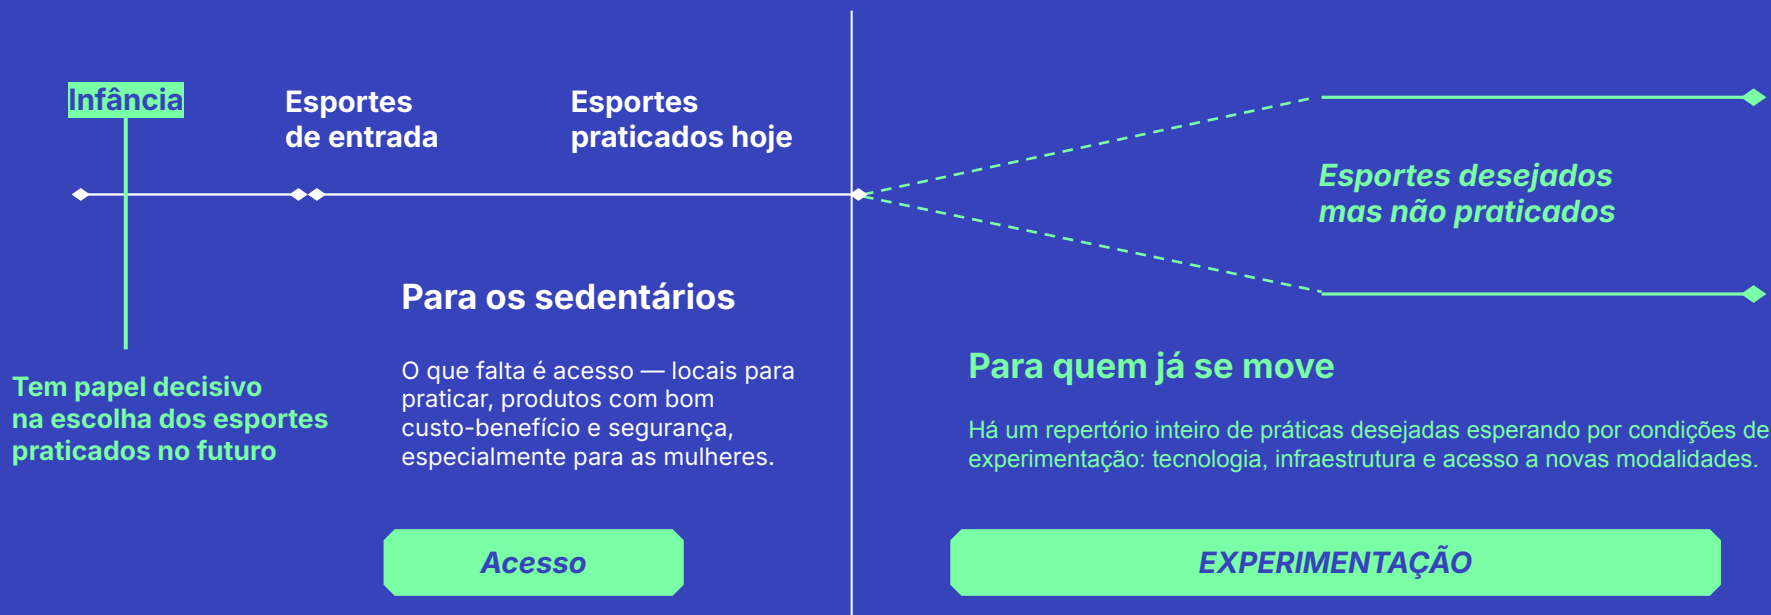 Infância
Esportes
de entrada
Esportes
praticados hoje
Esportes desejados
mas não praticados
Tem papel decisivo
na escolha dos esportes
praticados no futuro
Para os sedentários
O que falta é acesso — locais para
praticar, produtos com bom
custo-benefício e segurança,
especialmente para as mulheres.
Acesso
Para quem já se move
Há um repertório inteiro de práticas desejadas esperando por condições de
experimentação: tecnologia, infraestrutura e acesso a novas modalidades.
EXPERIMENTAÇÃO